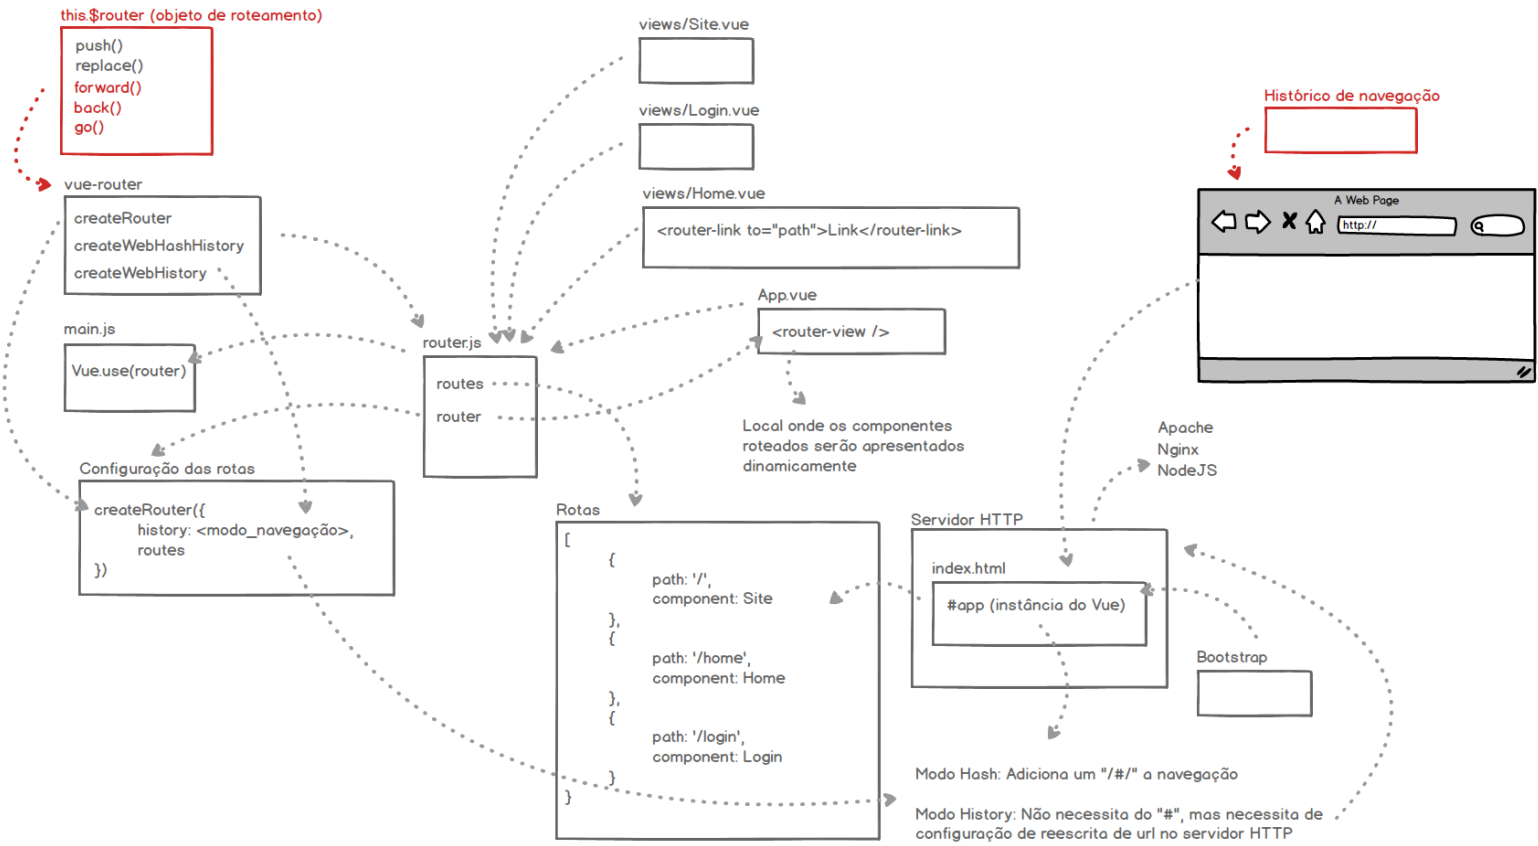 this.$router (objeto de roteamento)
push()
replace()
forward()
back()
go()
vue-router
createRouter
createWebHashHistory
createWebHistory
main.js
Vue.use(router)
Configuração das rotas
createRouter({
history: <modo_navegação>,
routes
})
router.js
routes
router
views/Site.vue
views/Login.vue
views/Home.vue
<router-link to="path">Link</router-link>
App.vue
<router-view />
Local onde os componentes
roteados serão apresentados
dinamicamente
Rotas
[
{
path: '/',
component: Site
},
{
path: '/home',
component: Home
},
{
path: '/login',
component: Login
}
}
Histórico de navegação
A Web Page
http://
Apache
Nginx
NodeJS
Servidor HTTP
index.html
#app (instância do Vue)
Bootstrap
Modo Hash: Adiciona um "/#/" a navegação
Modo History: Não necessita do "#", mas necessita de
configuração de reescrita de url no servidor HTTP